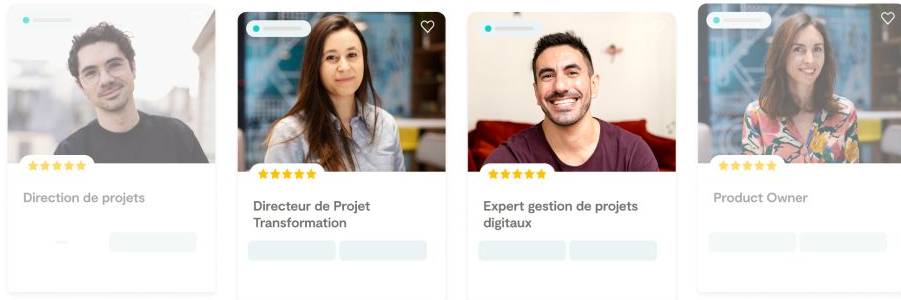 Direction de projets
Directeur de Projet
Transformation
Expert gestion de projets
digitaux
Product Owner